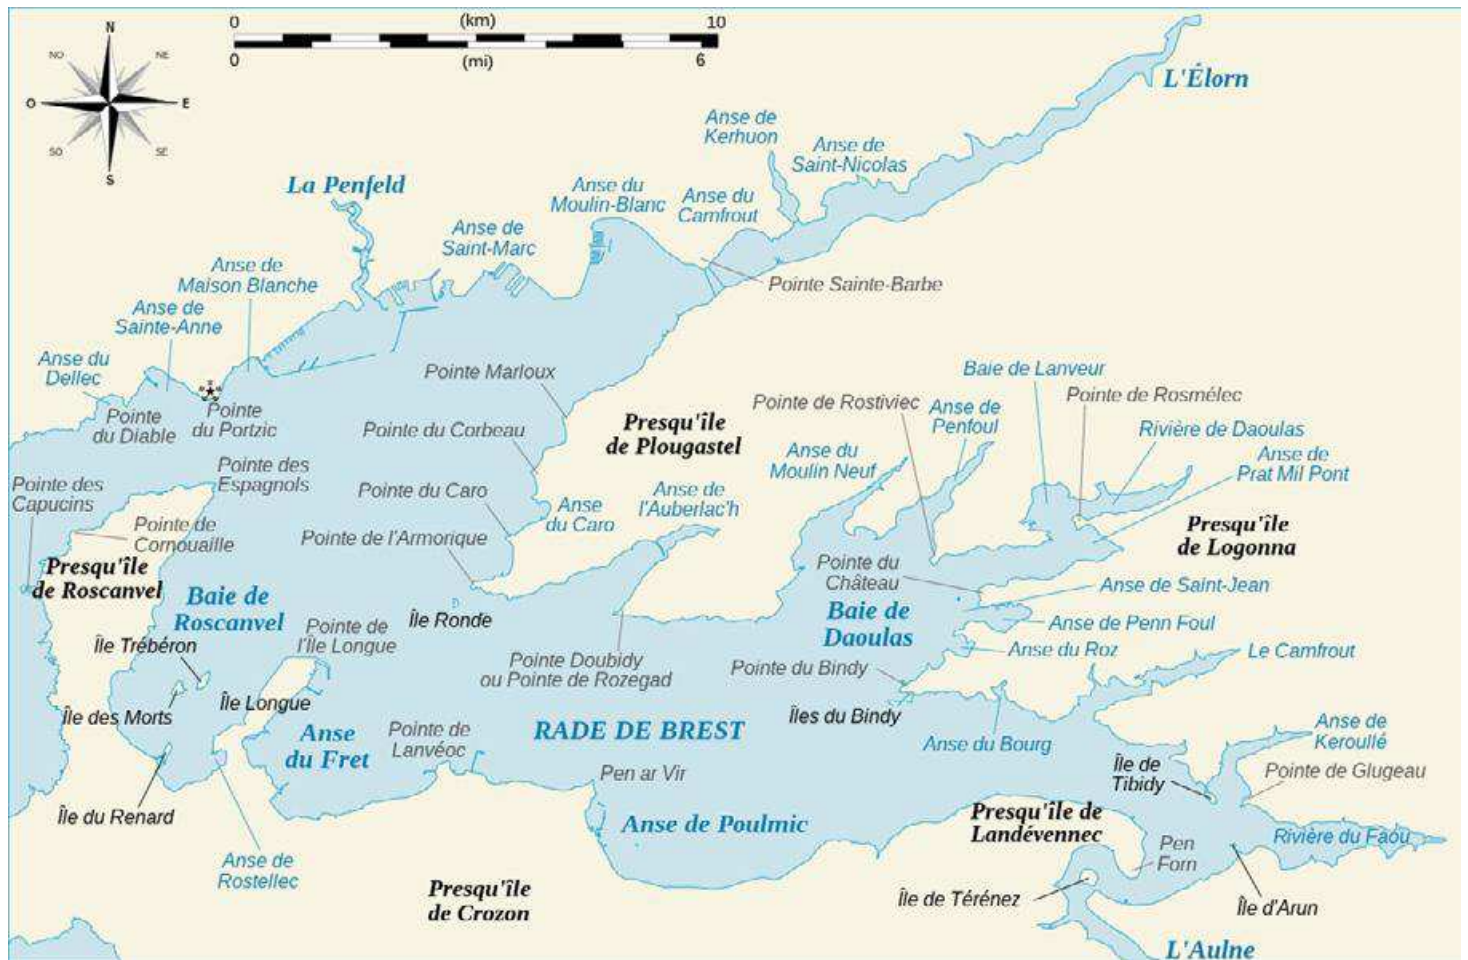 N
NO
NE
O
E
SO
SE
S
0
(km)
10
0
(mi)
6
L'Élorn
Anse de
Kerhuon
Anse de
Saint-Nicolas
La Penfeld
Anse du
Moulin-Blanc
Anse du
Camfrout
Anse de
Saint-Marc
Anse de
Maison Blanche
Pointe Sainte-Barbe
Anse de
Sainte-Anne
Anse du
Dellec
Pointe Marloux
Baie de Lanveur
Pointe de Rosmélec
Pointe
du Diable
Pointe
du Portzic
Pointe du Corbeau
Presqu'île
de Plougastel
Pointe de Rostiviec
Anse de
Penfoul
Rivière de Daoulas
Anse du
Moulin Neuf
Anse de
Prat Mil Pont
Pointe des
Capucins
Pointe des
Espagnols
Pointe du Caro
Anse
du Caro
Anse de
l'Auberlac'h
Pointe de
Cornouaille
Pointe de l'Armorique
Presqu'île
de Logonna
Presqu'île
de Roscanvel
Baie de
Roscanvel
Pointe du
Château
Anse de Saint-Jean
Île Ronde
Baie de
Daoulas
Anse de Penn Foul
Île Trébéron
Pointe de
l'Île Longue
Anse du Roz
Le Camfrout
Pointe Doubidy
ou Pointe de Rozegad
Pointe du Bindy
Île des Morts
Île Longue
Îles du Bindy
Anse
du Fret
Pointe de
Lanvéoc
RADE DE BREST
Anse du Bourg
Anse de
Keroullé
Île de
Tibidy
Pointe de Glugeau
Pen ar Vir
Île du Renard
Anse de Poulmic
Presqu'île de
Landévennec
Rivière du Faou
Pen
Forn
Anse de
Rostellec
Presqu'île
de Crozon
Île de Térénez
Île d'Arun
L'Aulne